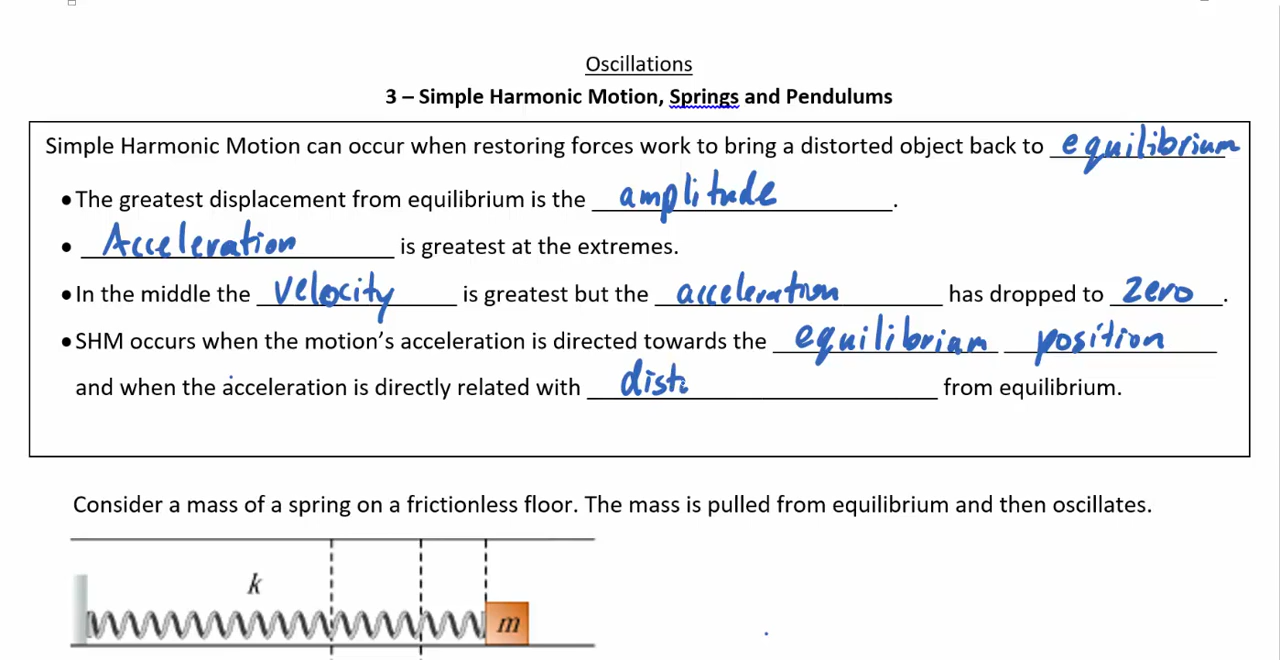 Oscillations
3 – Simple Harmonic Motion, Springs and Pendulums
Simple Harmonic Motion can occur when restoring forces work to bring a distorted object back to equilibrium
• The greatest displacement from equilibrium is the amplitude.
• Acceleration is greatest at the extremes.
• In the middle the velocity is greatest but the acceleration has dropped to zero.
• SHM occurs when the motion's acceleration is directed towards the equilibrium position
and when the acceleration is directly related with dista from equilibrium.
Consider a mass of a spring on a frictionless floor. The mass is pulled from equilibrium and then oscillates.
k
m